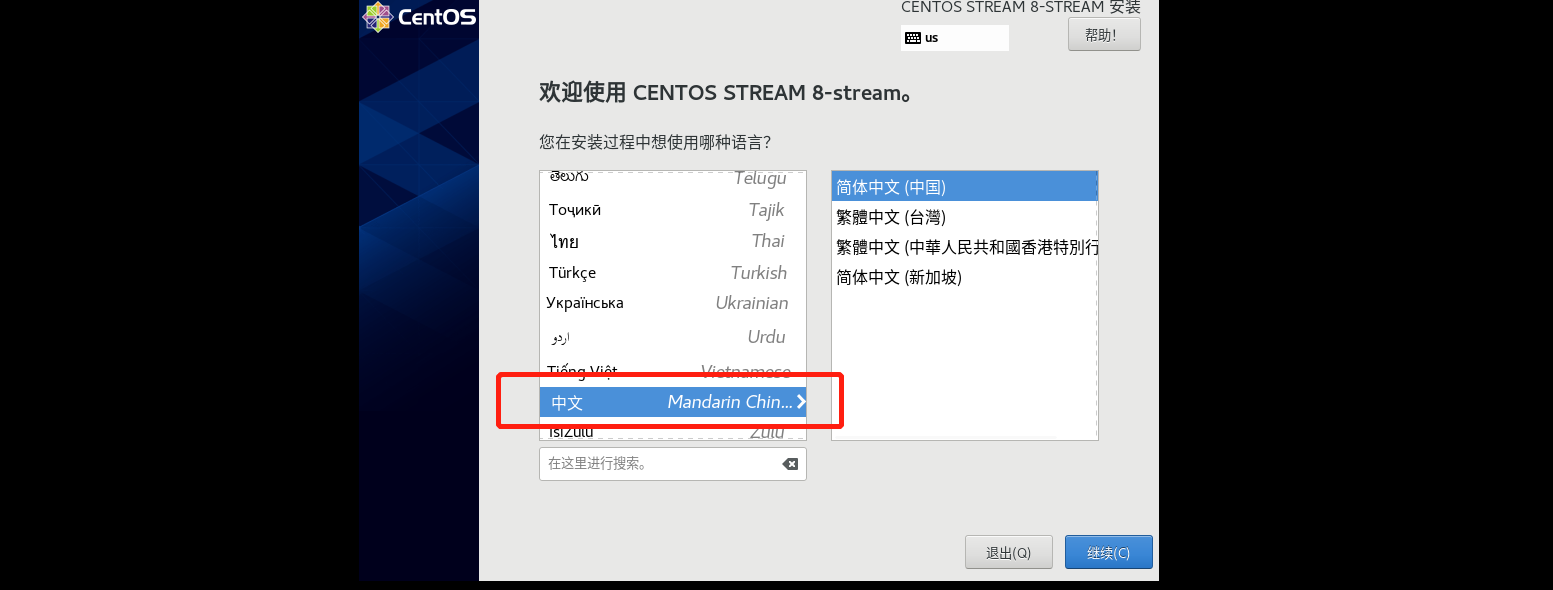 CentOS
CENTOS STREAM 8-STREAM 安装
us
帮助!
欢迎使用 CENTOS STREAM 8-stream。
您在安装过程中想使用哪种语言?
తెలుగు Telugu
Тоҷикӣ Tajik
ไทย Thai
Türkçe Turkish
Українська Ukrainian
اردو Urdu
Tiếng Việt Vietnamese
中文 Mandarin Chin...
IsiZulu Zulu
简体中文 (中国)
繁體中文 (台灣)
繁體中文 (中華人民共和國香港特別行
简体中文 (新加坡)
在这里进行搜索。
退出(Q)
继续(C)